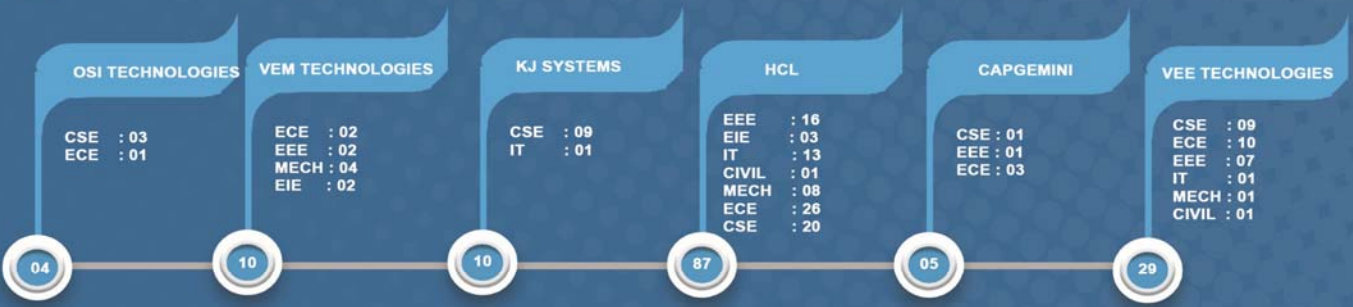 OSI TECHNOLOGIES
CSE : 03
ECE : 01
04
VEM TECHNOLOGIES
ECE : 02
EEE : 02
MECH : 04
EIE : 02
10
KJ SYSTEMS
CSE : 09
IT : 01
10
HCL
EEE : 16
EIE : 03
IT : 13
CIVIL : 01
MECH : 08
ECE : 26
CSE : 20
87
CAPGEMINI
CSE : 01
EEE : 01
ECE : 03
05
VEE TECHNOLOGIES
CSE : 09
ECE : 10
EEE : 07
IT : 01
MECH : 01
CIVIL : 01
29